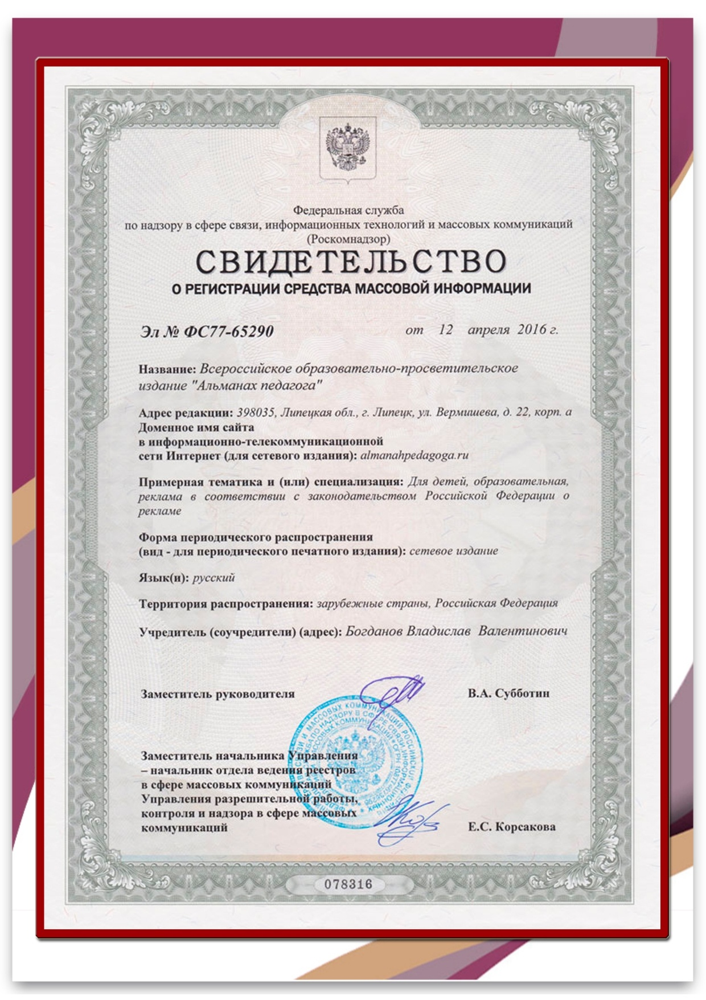 Федеральная служба
по надзору в сфере связи, информационных технологий и массовых коммуникаций
(Роскомнадзор)
СВИДЕТЕЛЬСТВО
О РЕГИСТРАЦИИ СРЕДСТВА МАССОВОЙ ИНФОРМАЦИИ
Эл № ФС77-65290 от 12 апреля 2016 г.
Название: Всероссийское образовательно-просветительское
издание "Альманах педагога"
Адрес редакции: 398035, Липецкая обл., г. Липецк, ул. Вермишева, д. 22, корп. а
Доменное имя сайта
в информационно-телекоммуникационной
сети Интернет (для сетевого издания): almanahpedagoga.ru
Примерная тематика и (или) специализация: Для детей, образовательная,
реклама в соответствии с законодательством Российской Федерации о
рекламе
Форма периодического распространения
(вид - для периодического печатного издания): сетевое издание
Язык(и): русский
Территория распространения: зарубежные страны, Российская Федерация
Учредитель (соучредители) (адрес): Богданов Владислав Валентинович
Заместитель руководителя В.А. Субботин
Заместитель начальника Управления
– начальник отдела ведения реестров
в сфере массовых коммуникаций
Управления разрешительной работы,
контроля и надзора в сфере массовых
коммуникаций Е.С. Корсакова
078316